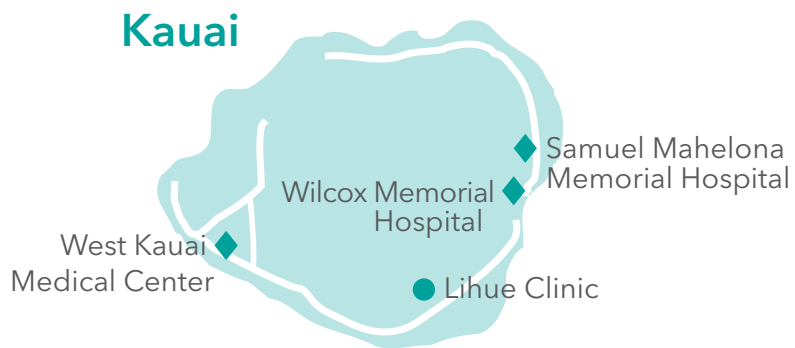 Kauai
Samuel Mahelona
Memorial Hospital
Wilcox Memorial
Hospital
West Kauai
Medical Center
Lihue Clinic